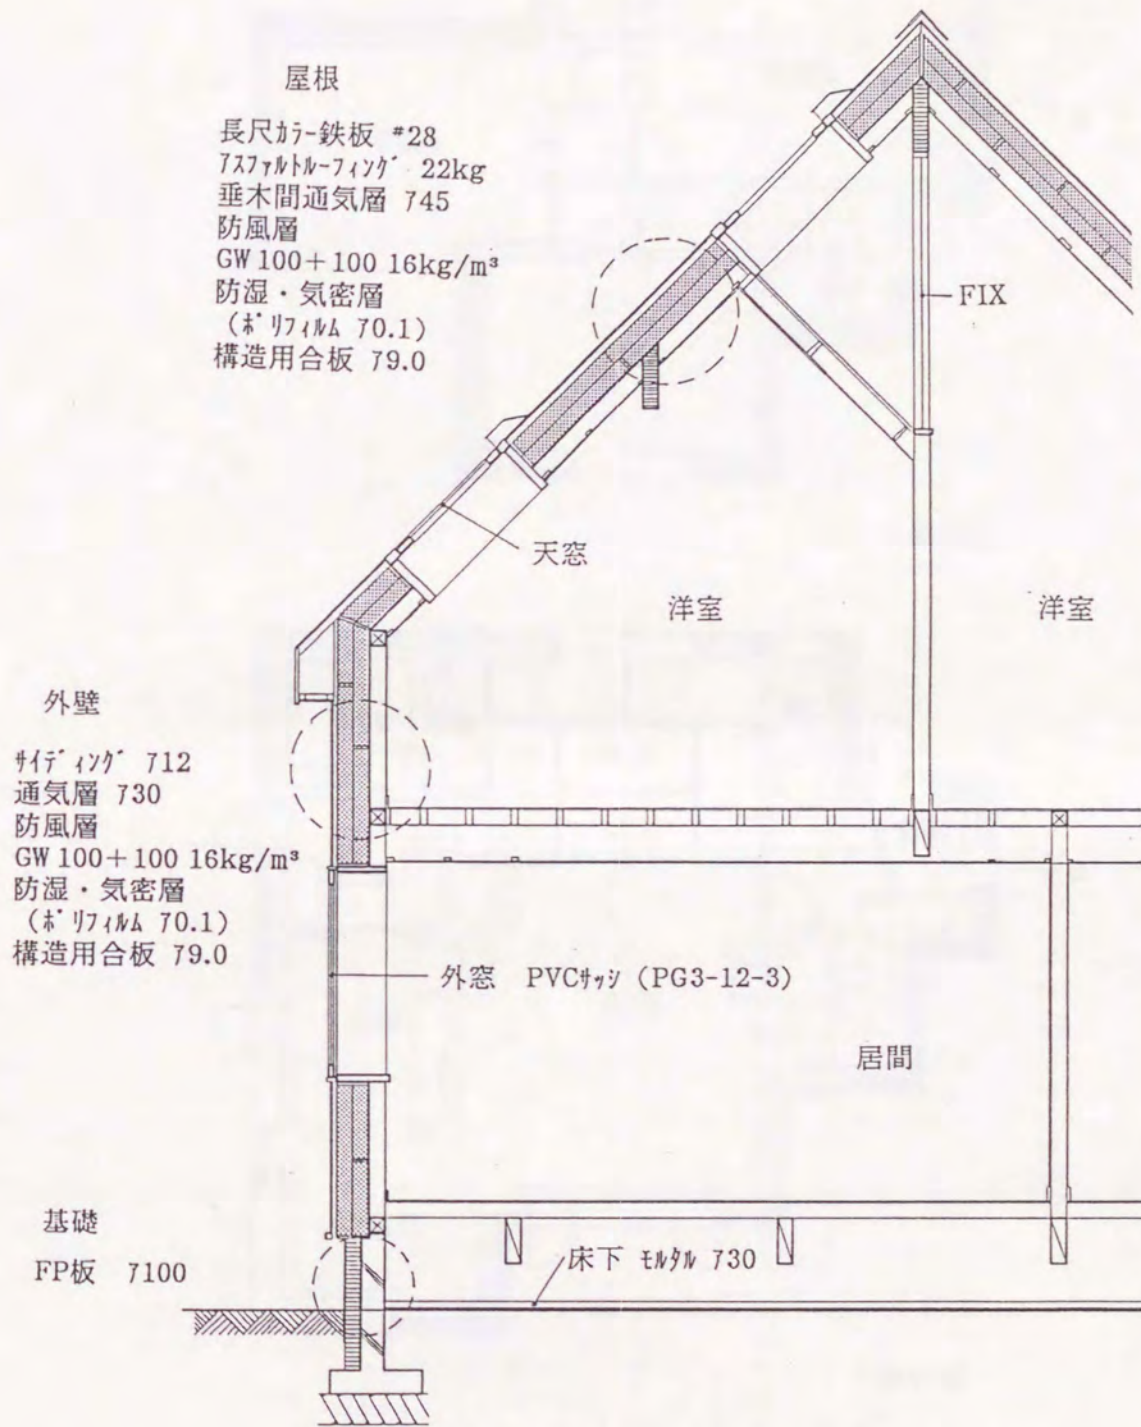 屋根
長尺ｶﾗｰ鉄板 #28
ｱｽﾌｧﾙﾄﾙｰﾌｨﾝｸﾞ 22kg
垂木間通気層 745
防風層
GW 100＋100 16kg/m³
防湿・気密層
(ﾎﾟﾘﾌｨﾙﾑ 70.1)
構造用合板 79.0
FIX
天窓
洋室
洋室
外壁
ｻｲﾃﾞｨﾝｸﾞ 712
通気層 730
防風層
GW 100＋100 16kg/m³
防湿・気密層
(ﾎﾟﾘﾌｨﾙﾑ 70.1)
構造用合板 79.0
外窓 PVCｻｯｼ (PG3-12-3)
居間
基礎
FP板 7100
床下 ﾓﾙﾀﾙ 730